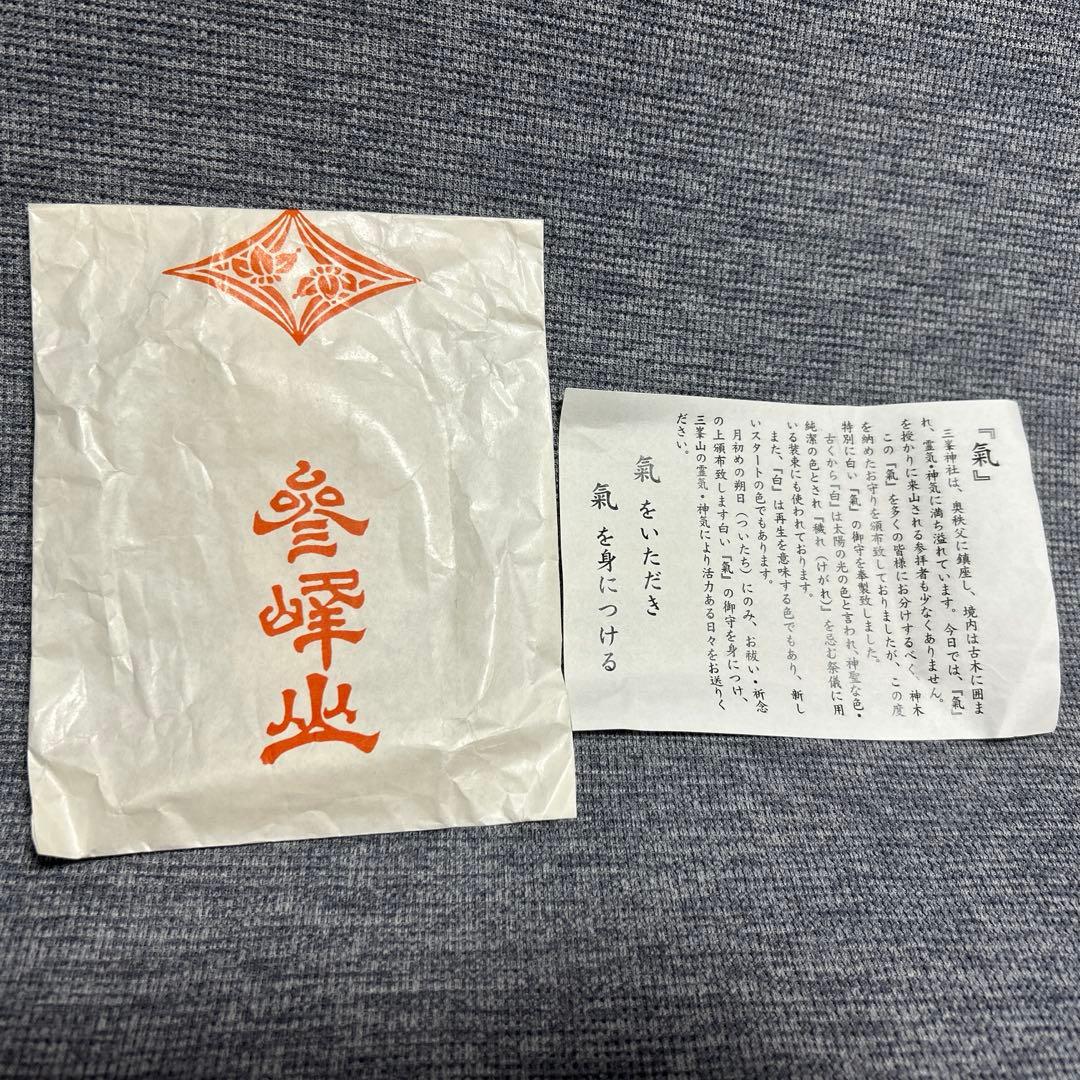 參峰山
『氣』
三峯神社は、奥秩父に鎮座し、境内は古木に囲ま
れ、霊気・神気に満ち溢れています。今日では、『氣』
を授かりに来山される参拝者も少なくありません。
この『氣』を多くの皆様にお分けするべく、神木
を納めたお守りを頒布致しておりましたが、この度
特別に白い『氣』の御守を奉製致しました。
古くから『白』は太陽の光の色と言われ、神聖な色・
純潔の色とされ『穢れ（けがれ）』を忌む祭儀に用
いる装束にも使われております。
また、『白』は再生を意味する色でもあり、新し
いスタートの色でもあります。
月初めの朔日（ついたち）にのみ、お祓い・祈念
の上頒布致します白い『氣』の御守を身につけ、
三峯山の霊気・神気により活力ある日々をお送りく
ださい。
氣をいただき
氣を身につける